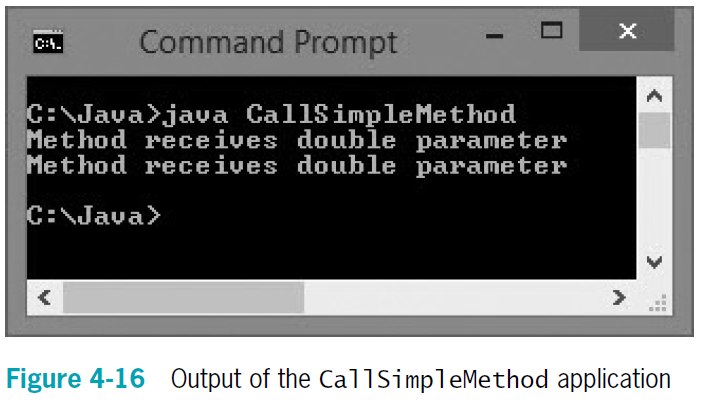 C:\.
Command Prompt
C:\Java>java CallSimpleMethod
Method receives double parameter
Method receives double parameter
C:\Java>
Figure 4-16 Output of the CallSimpleMethod application